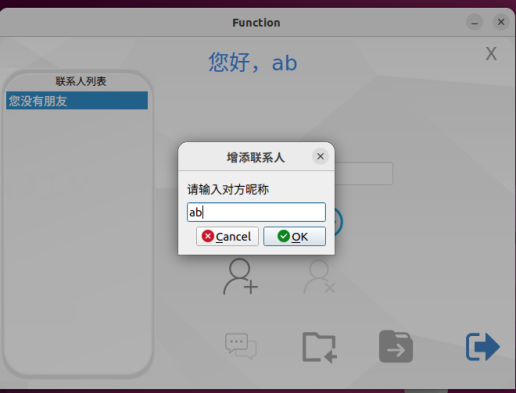 Function
您好，ab
X
联系人列表
您没有朋友
增添联系人
请输入对方昵称
ab
Cancel
OK